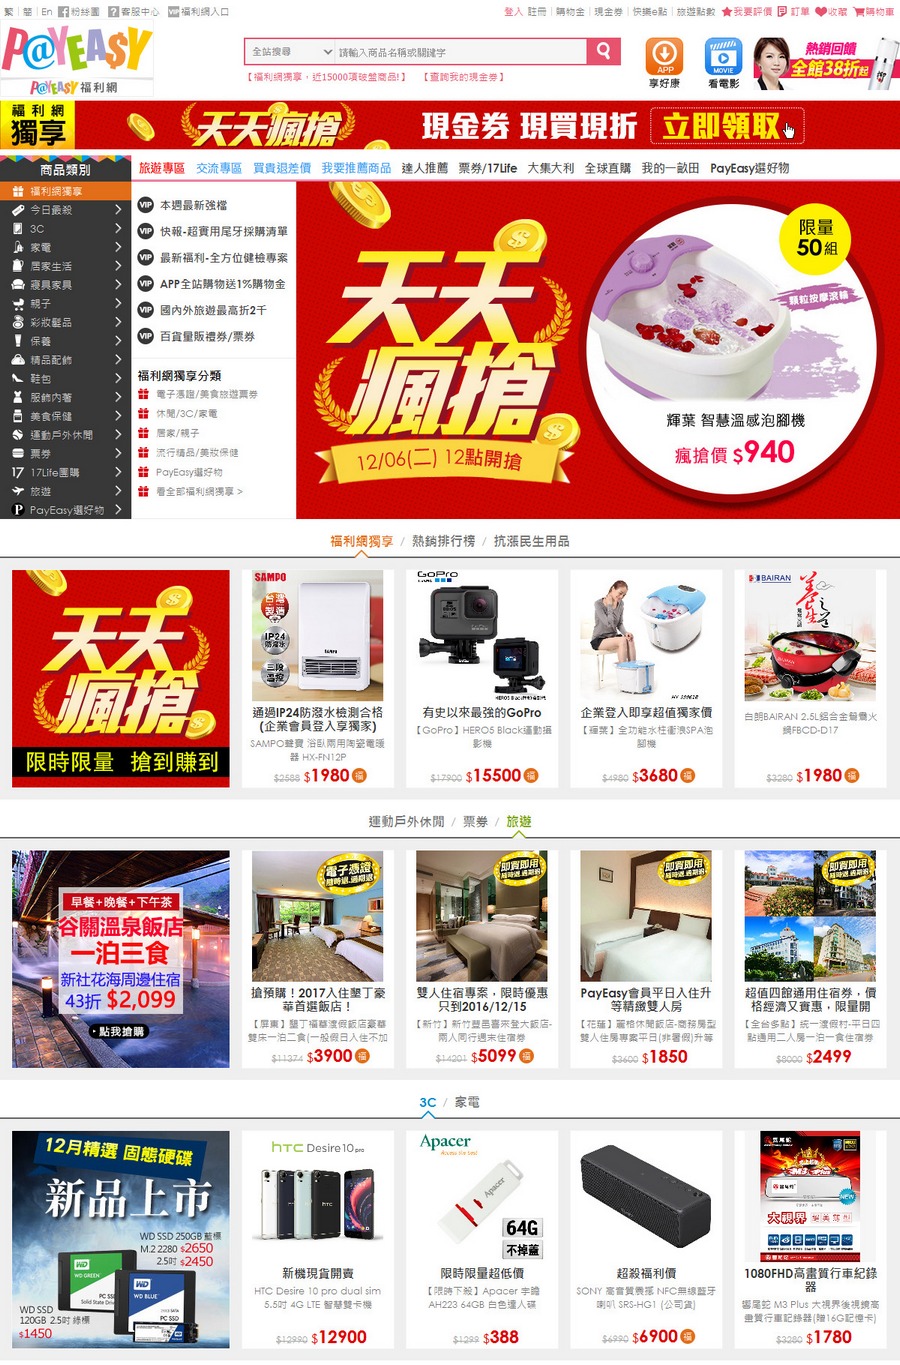 繁 | 簡 | En 粉絲團 客服中心 福利網入口
登入 註冊 | 購物金 | 現金券 | 快樂e點 | 旅遊點數 我要評價 訂單 收藏 購物車
P@YEASY
P@YEASY 福利網
全站搜尋 請輸入商品名稱或關鍵字
【福利網獨享，近15000項破盤商品!】 【查詢我的現金券】
APP
享好康
MOVIE
看電影
熱銷回饋
全館38折起
福利網
獨享
天天瘋搶
現金券 現買現折
立即領取
商品類別
旅遊專區 交流專區 買貴退差價 我要推薦商品 達人推薦 票券/17Life 大集大利 全球直購 我的一畝田 PayEasy選好物
福利網獨享
今日最殺
3C
家電
居家生活
寢具家具
親子
彩妝髮品
保養
精品配飾
鞋包
服飾內著
美食保健
運動戶外休閒
票券
17 17Life團購
旅遊
P PayEasy選好物
VIP 本週最新強檔
VIP 快報-超實用尾牙採購清單
VIP 最新福利-全方位健檢專案
VIP APP全站購物送1%購物金
VIP 國內外旅遊最高折2千
VIP 百貨量販禮券/票券
福利網獨享分類
電子憑證/美食旅遊票券
休閒/3C/家電
居家/親子
流行精品/美妝保健
PayEasy選好物
看全部福利網獨享 >
天天
瘋搶
12/06(二) 12點開搶
限量
50組
顆粒按摩滾輪
輝葉 智慧溫感泡腳機
瘋搶價 $940
福利網獨享 / 熱銷排行榜 / 抗漲民生用品
天天
瘋搶
限時限量 搶到賺到
SAMPO
台灣製造
IP24
防潑水
三段
溫控
通過IP24防潑水檢測合格
(企業會員登入享獨家)
SAMPO聲寶 浴臥兩用陶瓷電暖
器 HX-FN12P
$2588 $1980 福
GoPro
有史以來最強的GoPro
【GoPro】HERO5 Black運動攝
影機
$17900 $15500 福
企業登入即享超值獨家價
【輝葉】全功能水柱衝浪SPA泡
腳機
$4980 $3680 福
BAIRAN
養生之道
白朗BAIRAN 2.5L鋁合金鴛鴦火
鍋FBCD-D17
$3280 $1980 福
運動戶外休閒 / 票券 / 旅遊
早餐+晚餐+下午茶
谷關溫泉飯店
一泊三食
新社花海周邊住宿
43折 $2,099
點我搶購
電子憑證
隨時退.過期退
搶預購！2017入住墾丁豪
華首選飯店！
【屏東】墾丁福華渡假飯店豪華
雙床一泊二食(一般假日入住不加
$11374 $3900 福
即買即用
隨時退.過期退
雙人住宿專案，限時優惠
只到2016/12/15
【新竹】新竹豐邑喜來登大飯店-
兩人同行週末住宿券
$14201 $5099 福
即買即用
隨時退.過期退
PayEasy會員平日入住升
等精緻雙人房
【花蓮】麗格休閒飯店-商務房型
雙人住房專案平日(非暑假)升等
$3600 $1850
即買即用
隨時退.過期退
超值四館通用住宿券，價
格經濟又實惠，限量開
【全台多點】統一渡假村-平日四
點通用二人房一泊一食住宿券
$8000 $2499
3C / 家電
12月精選 固態硬碟
新品上市
WD SSD 250GB 藍標
M.2 2280 $2650
2.5吋 $2450
WD
WD GREEN
PC SSD
Solid State Drive
WD
WD BLUE
PC SSD
WD SSD
120GB 2.5吋 綠標
$1450
hTC Desire 10 pro
新機現貨開賣
HTC Desire 10 pro dual sim
5.5吋 4G LTE 智慧雙卡機
$12990 $12900
Apacer
Access the best
Apacer
64G
不掉蓋
限時限量超低價
【限時下殺】Apacer 宇瞻
AH223 64GB 白色達人碟
$1299 $388
超殺福利價
SONY 高音質震撼 NFC無線藍牙
喇叭 SRS-HG1 (公司貨)
$6990 $6900 福
響尾蛇
M3 Plus
NEW
大視界 超美薄型
1080FHD高畫質行車紀錄
器
響尾蛇 M3 Plus 大視界後視鏡高
畫質行車記錄器(贈16G記憶卡)
$3280 $1780